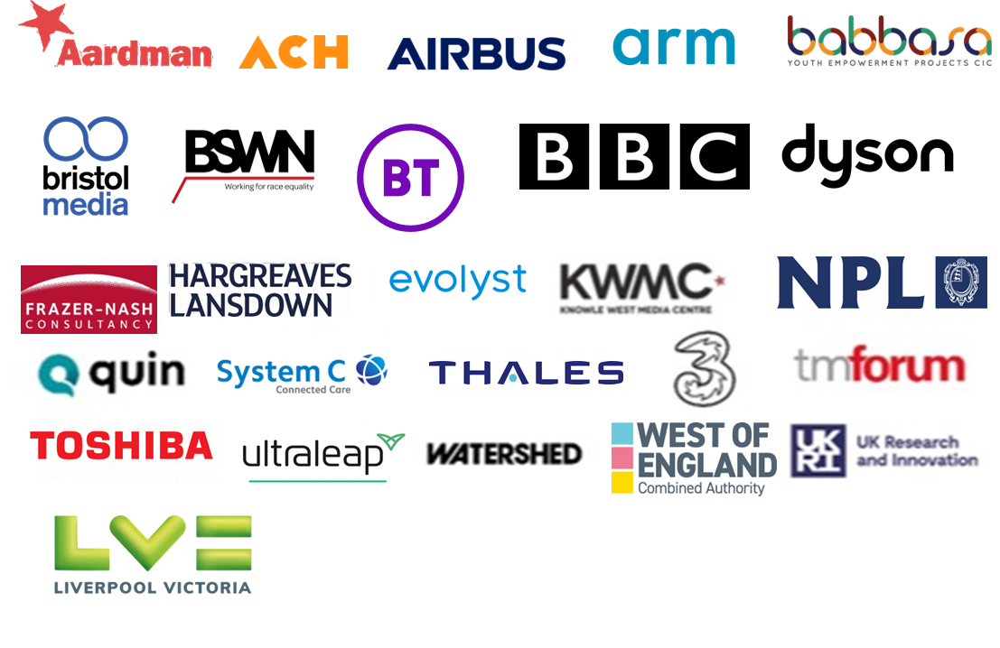 Aardman
ACH
AIRBUS
arm
babbasa
YOUTH EMPOWERMENT PROJECTS CIC
bristol
media
BSWN
Working for race equality
BT
BBC
dyson
FRAZER-NASH
CONSULTANCY
HARGREAVES
LANSDOWN
evolyst
KWMC
KNOWLE WEST MEDIA CENTRE
NPL
quin
System C
Connected Care
THALES
3
tmforum
TOSHIBA
ultraleap
WATERSHED
WEST OF
ENGLAND
Combined Authority
UK
RI
UK Research
and Innovation
LVE
LIVERPOOL VICTORIA